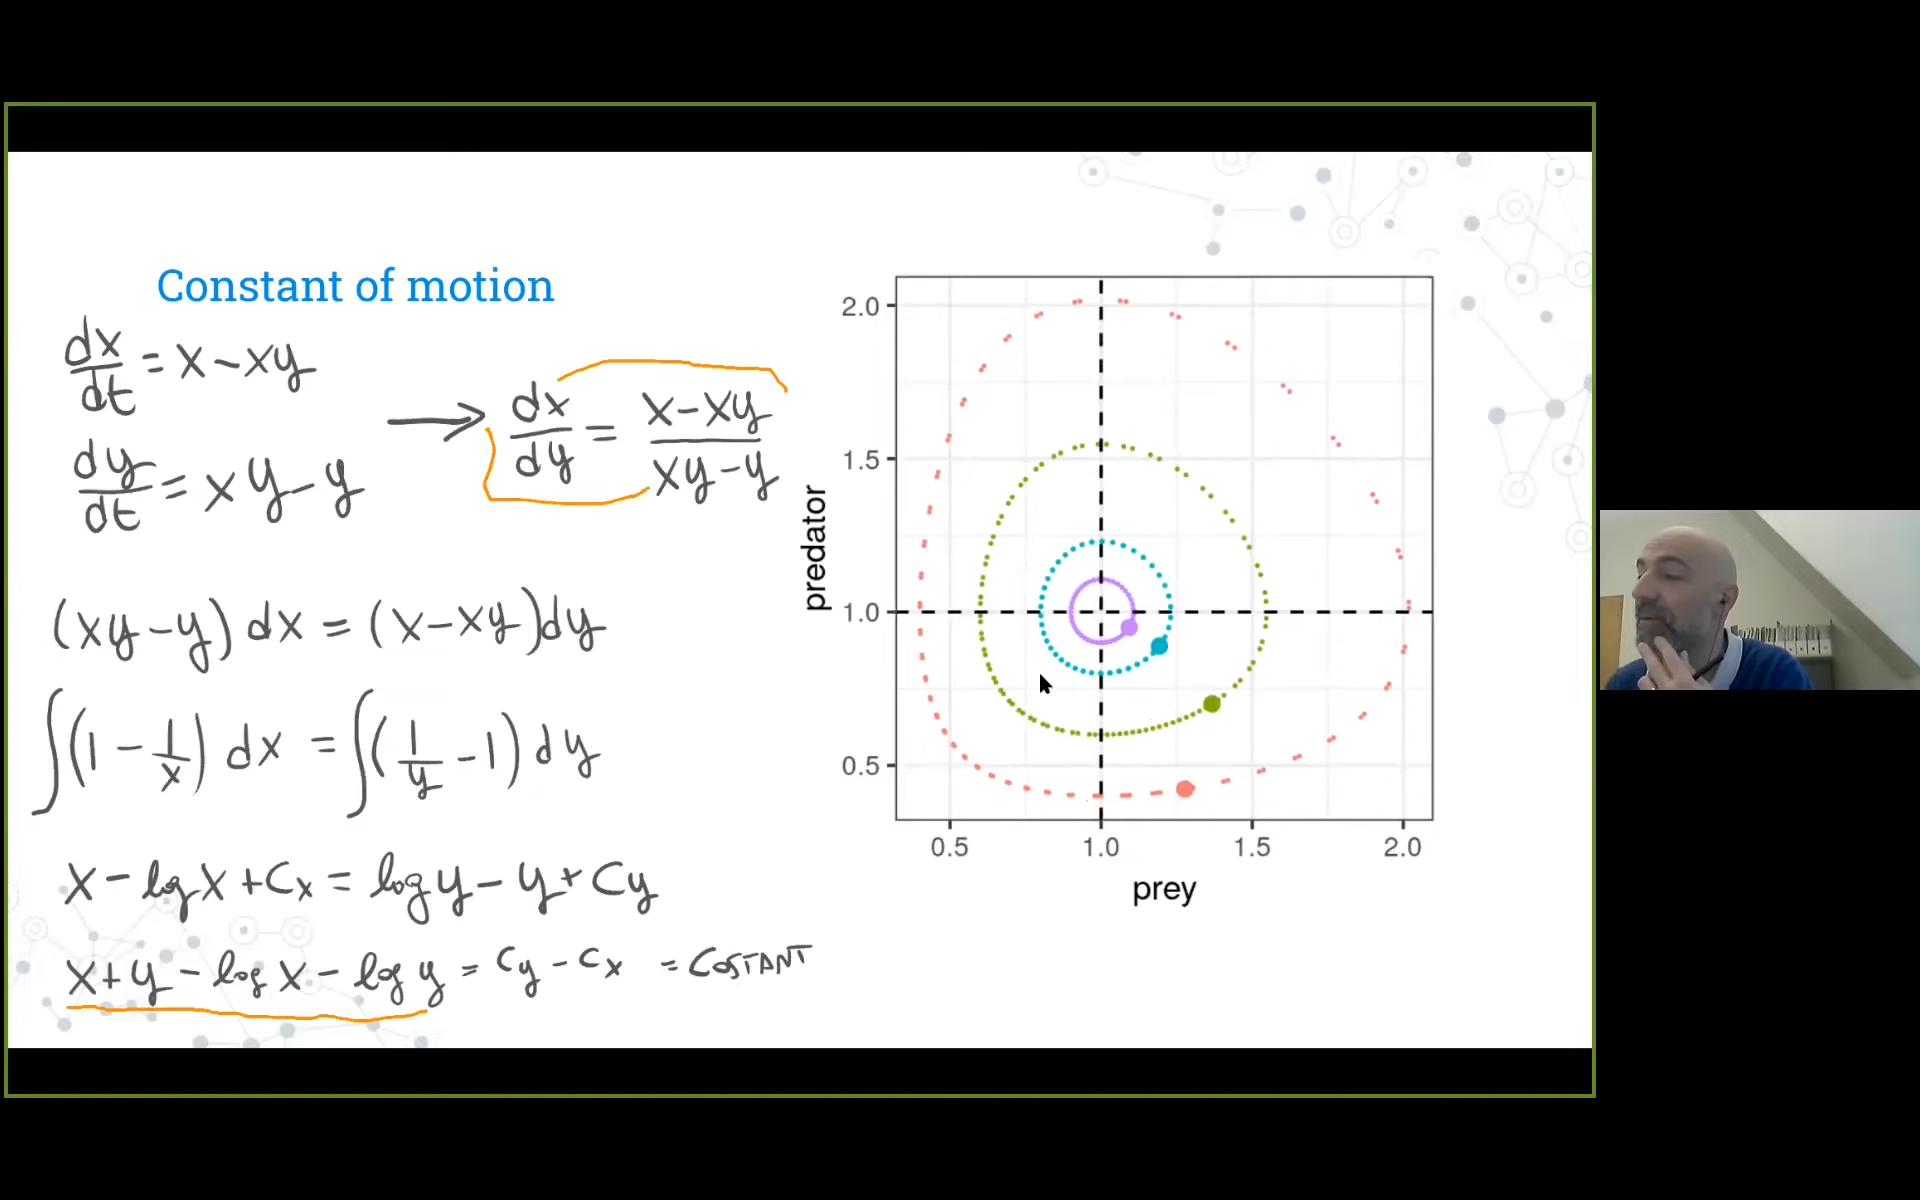 Constant of motion
dx/dt = x - xy
dy/dt = xy - y
→ dx/dy = (x - xy)/(xy - y)
(xy - y) dx = (x - xy) dy
∫(1 - 1/x) dx = ∫(1/y - 1) dy
x - log x + Cx = log y - y + Cy
x + y - log x - log y = Cy - Cx = COSTANT
predator
2.0
1.5
1.0
0.5
0.5 1.0 1.5 2.0
prey